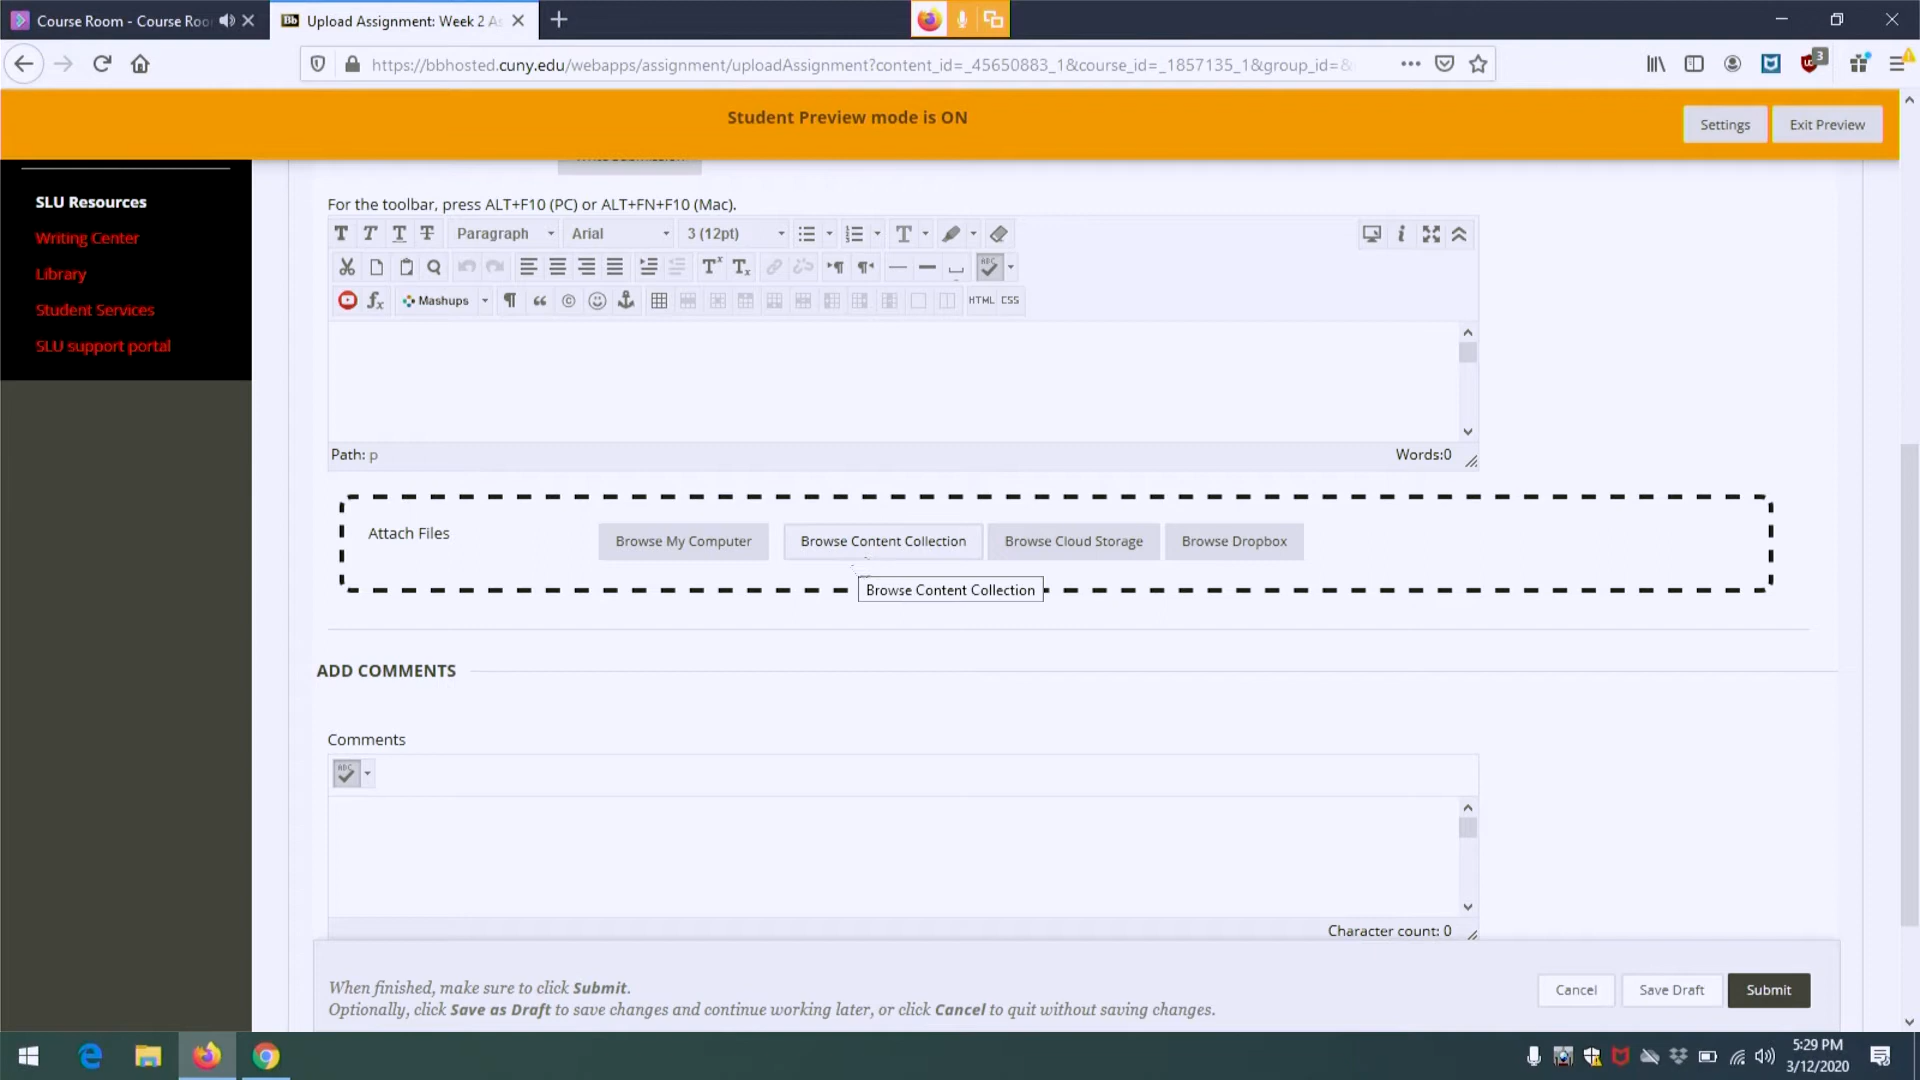 Course Room - Course Roo
Bb Upload Assignment: Week 2 As
https://bbhosted.cuny.edu/webapps/assignment/uploadAssignment?content_id=_45650883_1&course_id=_1857135_1&group_id=&
3
Student Preview mode is ON
Settings
Exit Preview
SLU Resources
Writing Center
Library
Student Services
SLU support portal
For the toolbar, press ALT+F10 (PC) or ALT+FN+F10 (Mac).
Paragraph
Arial
3 (12pt)
ABC
Mashups
HTML CSS
Path: p
Words:0
Attach Files
Browse My Computer
Browse Content Collection
Browse Cloud Storage
Browse Dropbox
Browse Content Collection
ADD COMMENTS
Comments
ABC
Character count: 0
When finished, make sure to click Submit.
Optionally, click Save as Draft to save changes and continue working later, or click Cancel to quit without saving changes.
Cancel
Save Draft
Submit
5:29 PM
3/12/2020